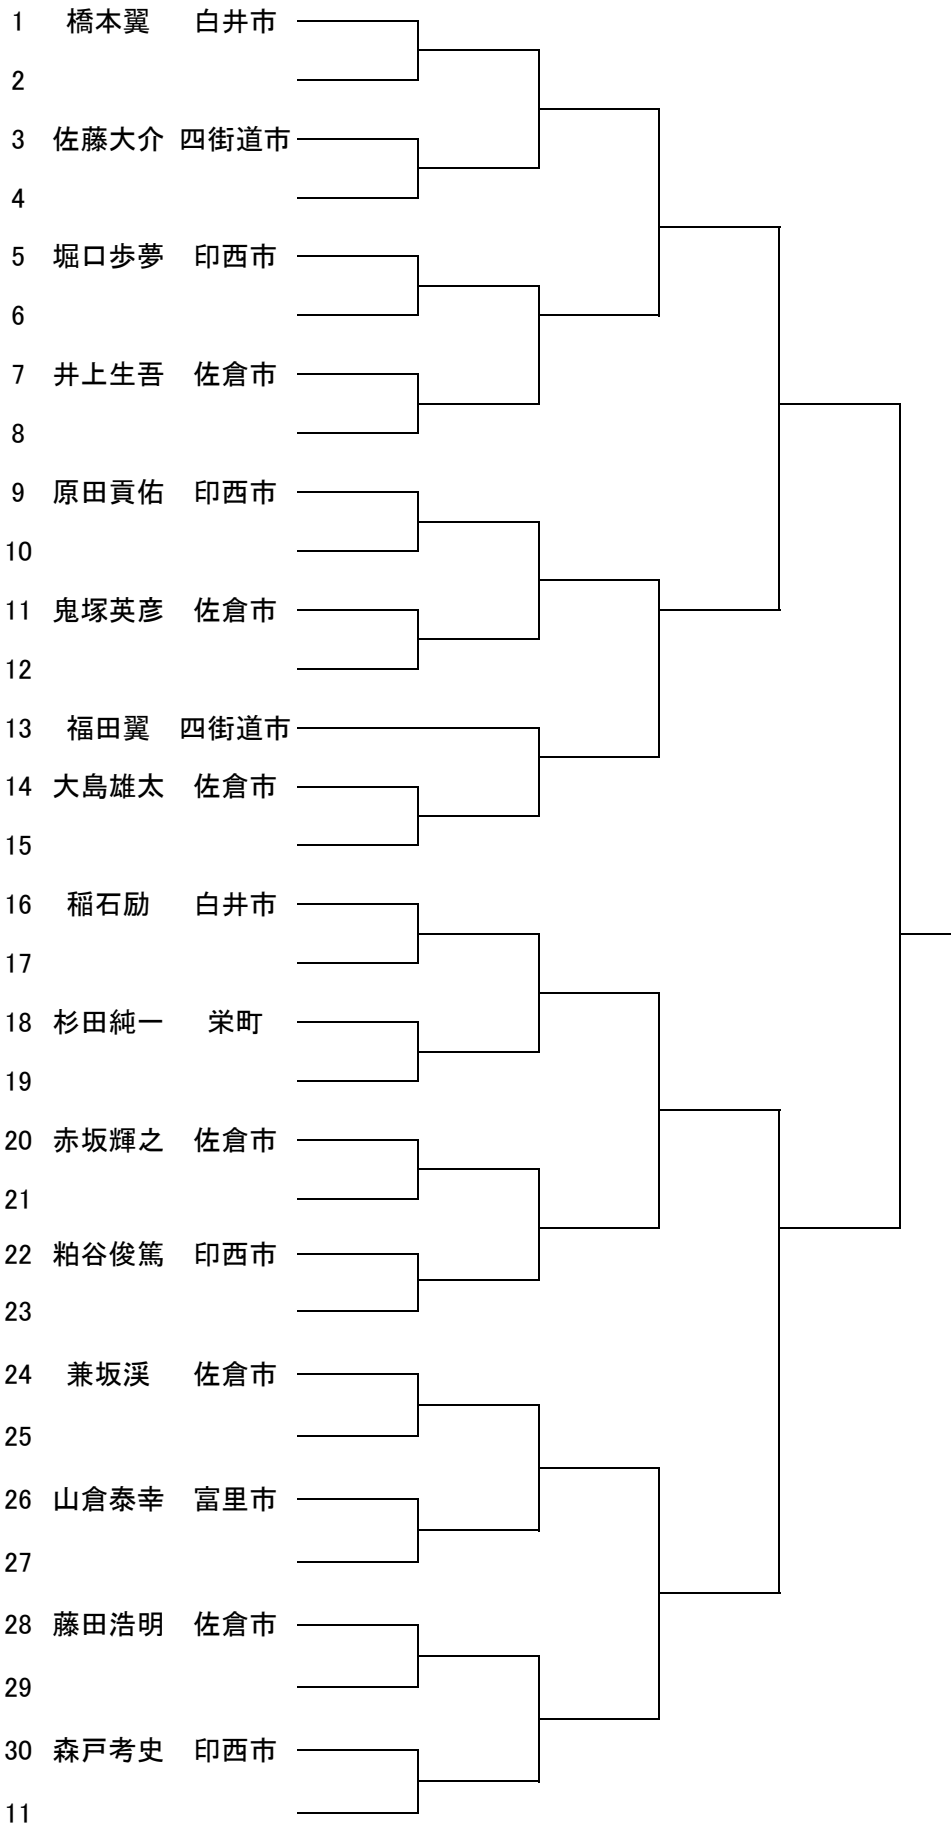 1 橋本翼 白井市
2
3 佐藤大介 四街道市
4
5 堀口歩夢 印西市
6
7 井上生吾 佐倉市
8
9 原田貢佑 印西市
10
11 鬼塚英彦 佐倉市
12
13 福田翼 四街道市
14 大島雄太 佐倉市
15
16 稲石励 白井市
17
18 杉田純一 栄町
19
20 赤坂輝之 佐倉市
21
22 粕谷俊篤 印西市
23
24 兼坂渓 佐倉市
25
26 山倉泰幸 富里市
27
28 藤田浩明 佐倉市
29
30 森戸考史 印西市
11